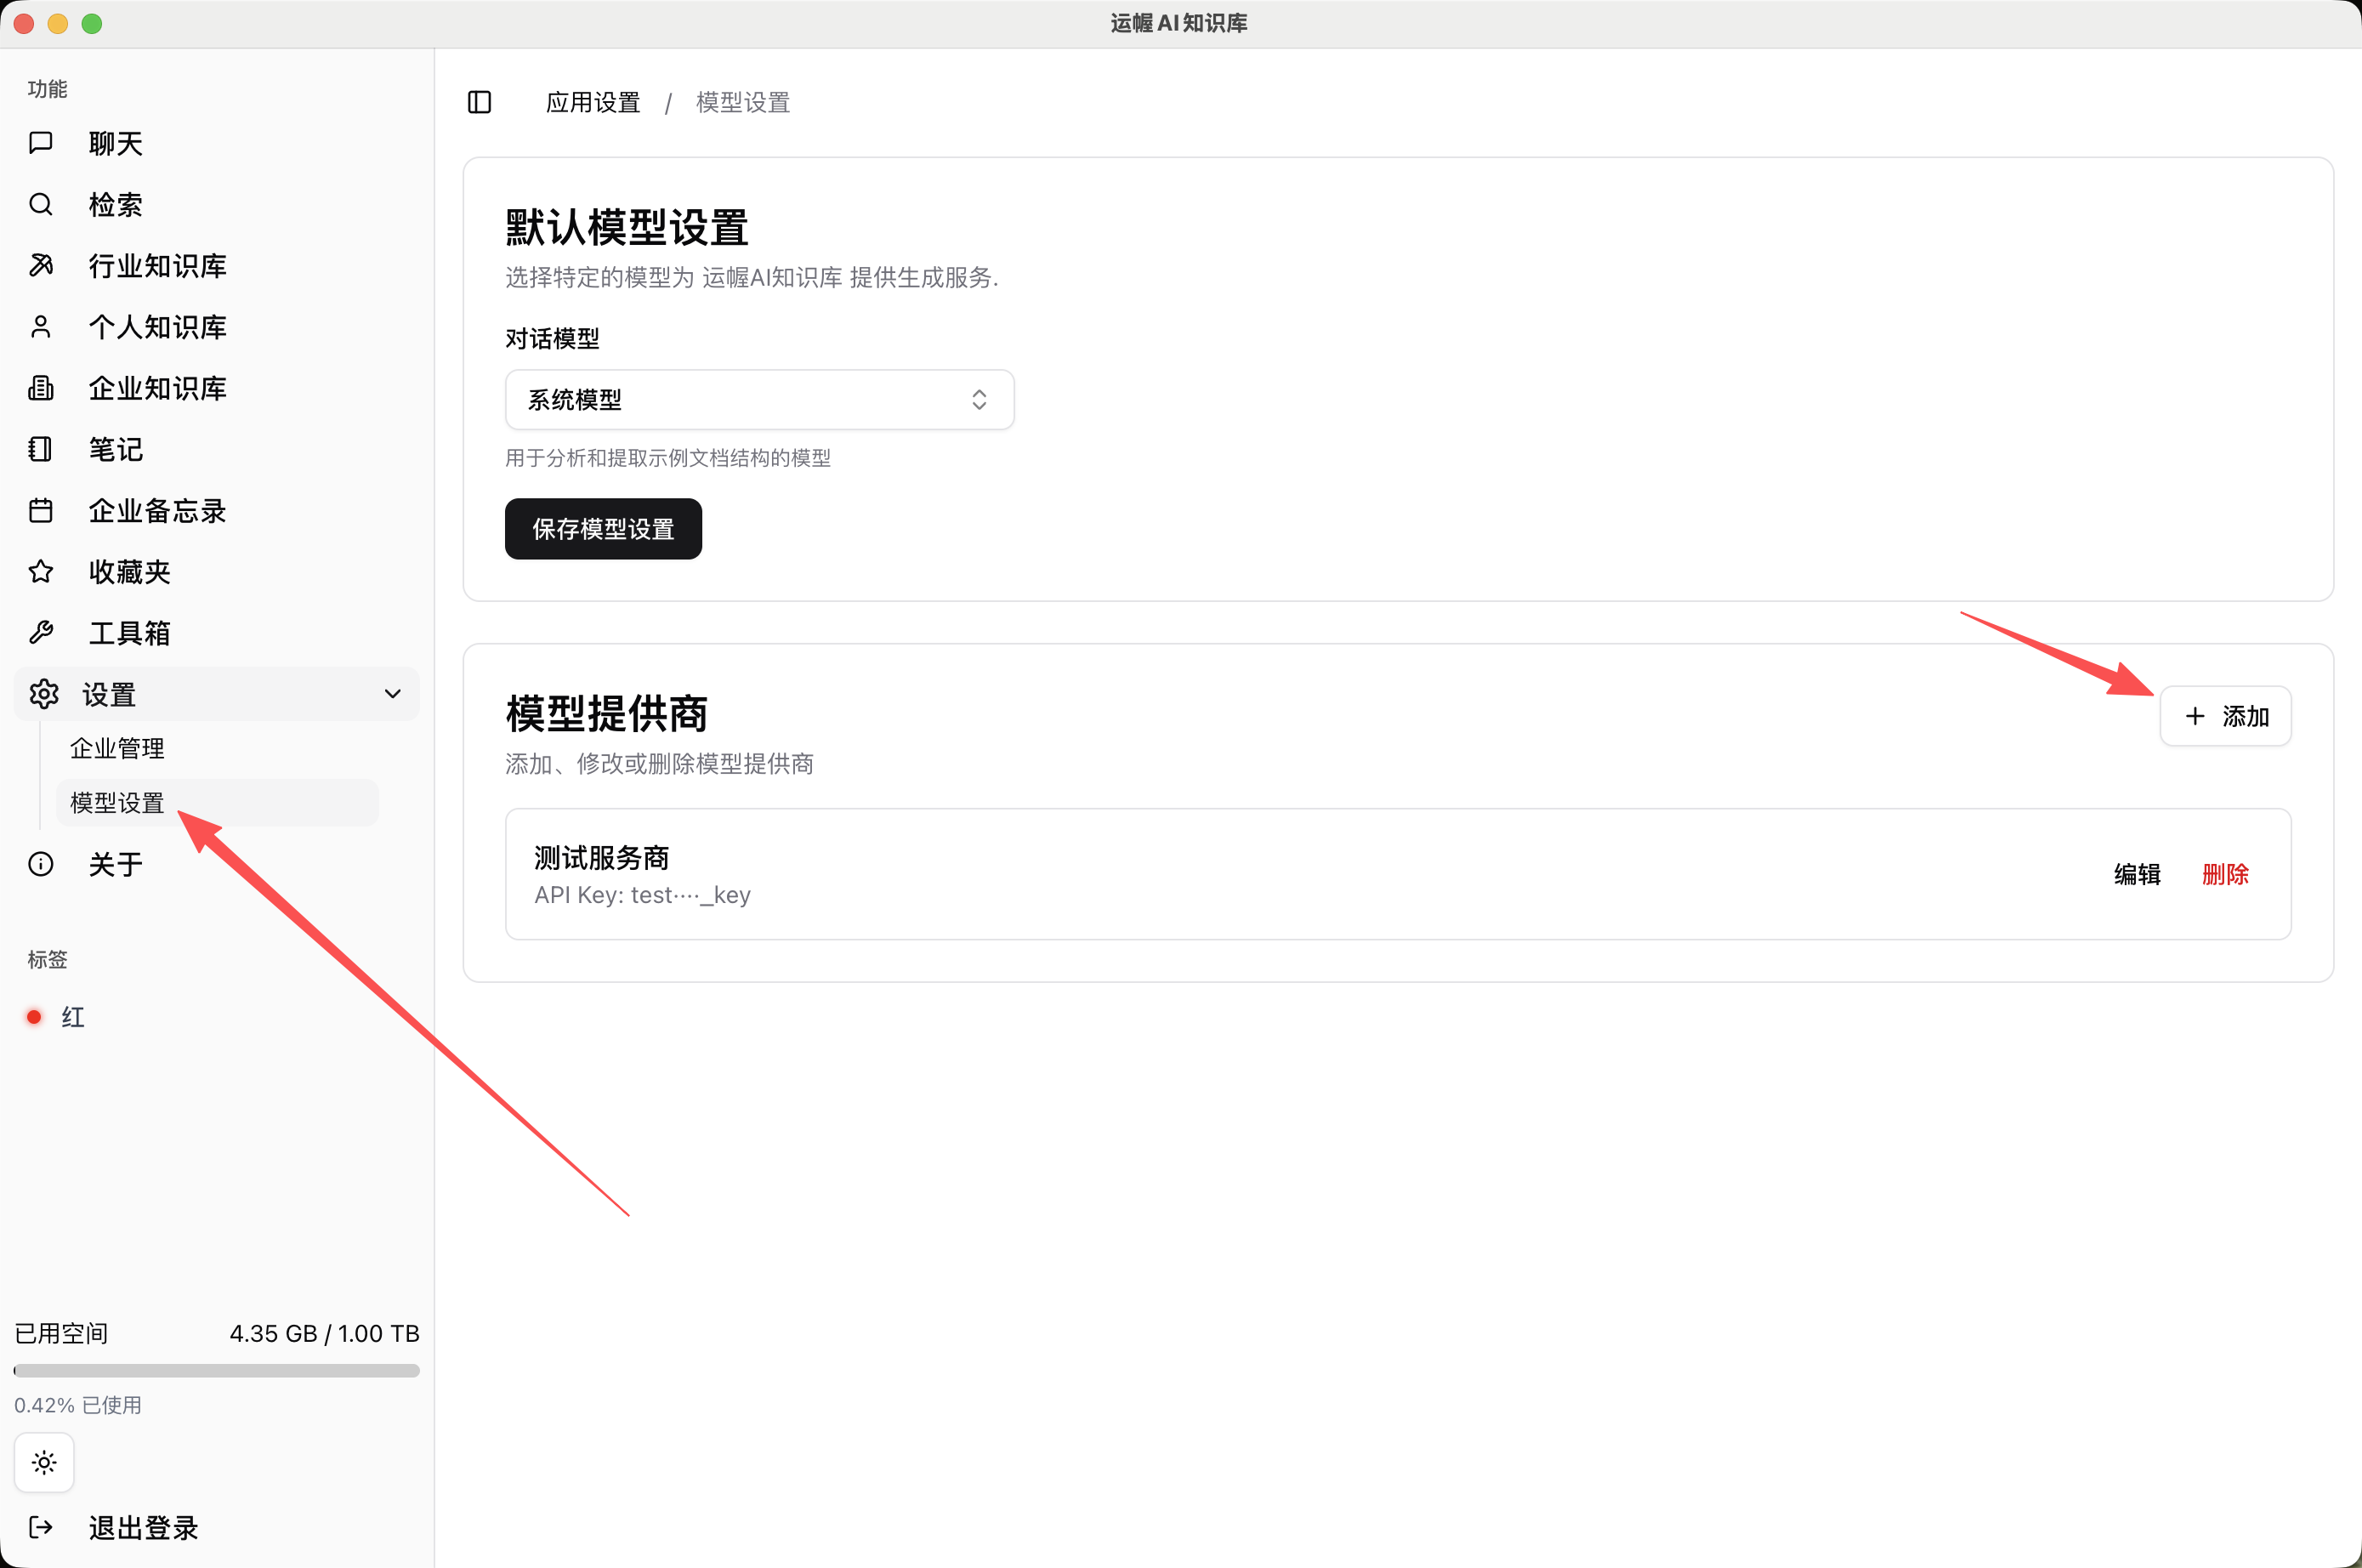 运幄AI知识库
功能
聊天
检索
行业知识库
个人知识库
企业知识库
笔记
企业备忘录
收藏夹
工具箱
设置
企业管理
模型设置
关于
标签
红
已用空间 4.35 GB / 1.00 TB
0.42% 已使用
退出登录
应用设置 / 模型设置
默认模型设置
选择特定的模型为 运幄AI知识库 提供生成服务.
对话模型
系统模型
用于分析和提取示例文档结构的模型
保存模型设置
模型提供商
添加、修改或删除模型提供商
+ 添加
测试服务商
API Key: test····_key
编辑 删除